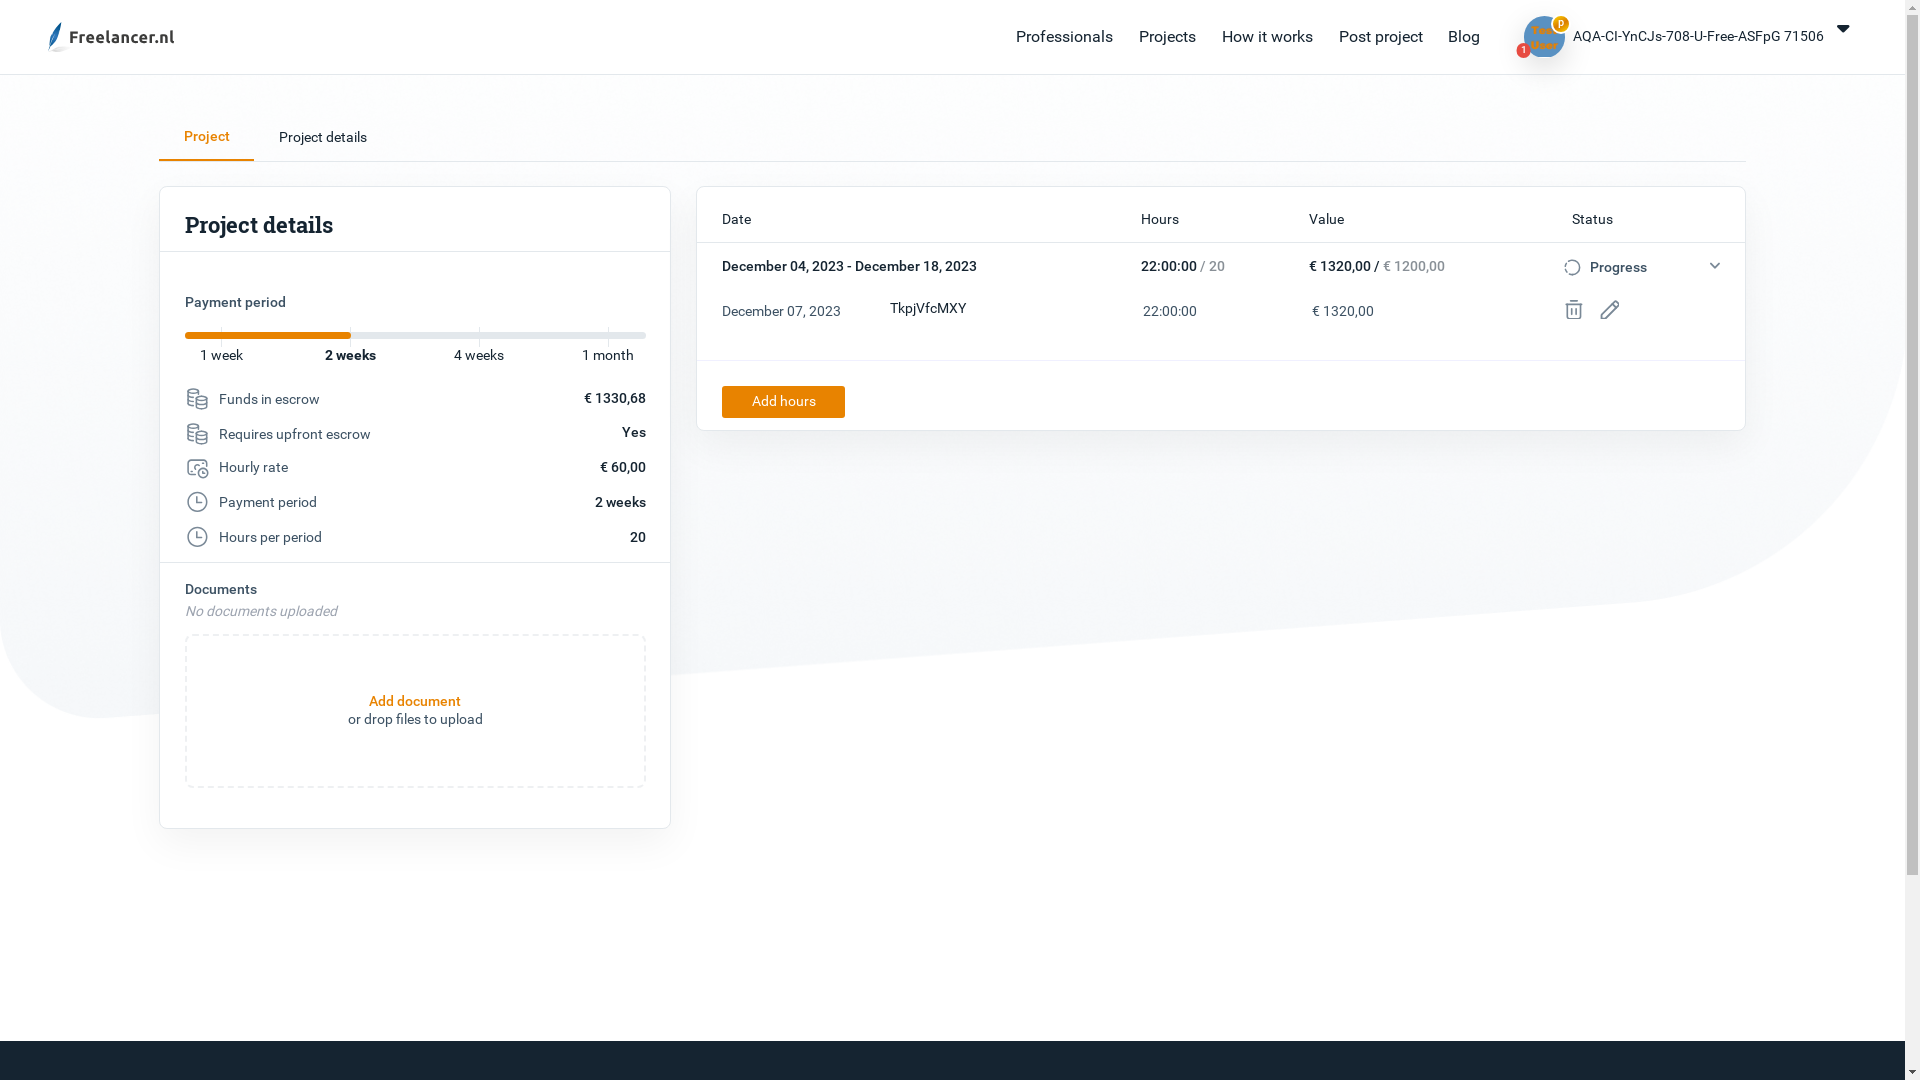 Freelancer.nl
Professionals
Projects
How it works
Post project
Blog
P
1
AQA-CI-YnCJs-708-U-Free-ASFpG 71506
Project
Project details
Project details
Payment period
1 week
2 weeks
4 weeks
1 month
Funds in escrow € 1330,68
Requires upfront escrow Yes
Hourly rate € 60,00
Payment period 2 weeks
Hours per period 20
Documents
No documents uploaded
Add document
or drop files to upload
Date Hours Value Status
December 04, 2023 - December 18, 2023 22:00:00 / 20 € 1320,00 / € 1200,00 Progress
December 07, 2023 TkpjVfcMXY 22:00:00 € 1320,00
Add hours